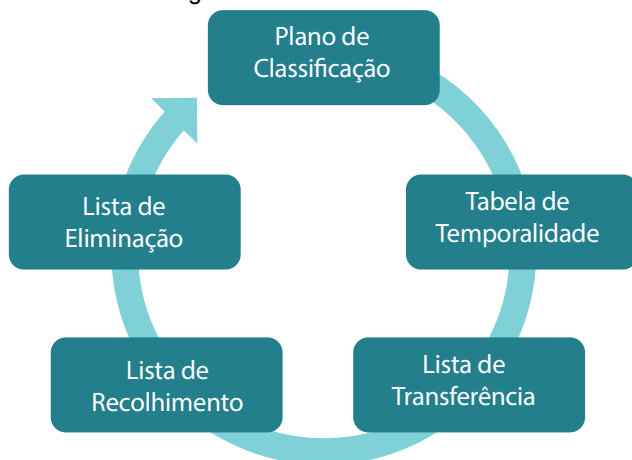 Plano de
Classificação
Tabela de
Temporalidade
Lista de
Transferência
Lista de
Recolhimento
Lista de
Eliminação